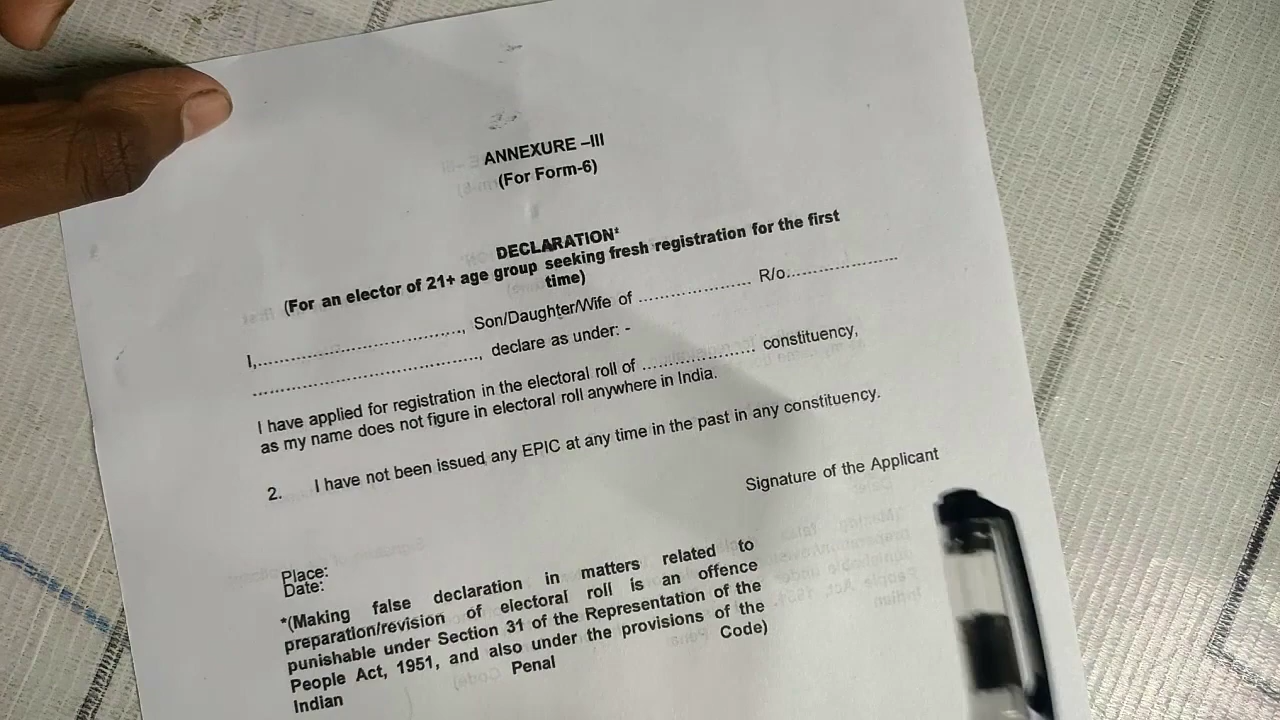 ANNEXURE –III
(For Form-6)
DECLARATION*
(For an elector of 21+ age group seeking fresh registration for the first
time)
I,................................................, Son/Daughter/Wife of ...................... R/o......................
................................................, declare as under: -
I have applied for registration in the electoral roll of ...................... constituency,
as my name does not figure in electoral roll anywhere in India.
2. I have not been issued any EPIC at any time in the past in any constituency.
Signature of the Applicant
Place:
Date:
*(Making false declaration in matters related to
preparation/revision of electoral roll is an offence
punishable under Section 31 of the Representation of the
People Act, 1951, and also under the provisions of the
Indian Penal Code)